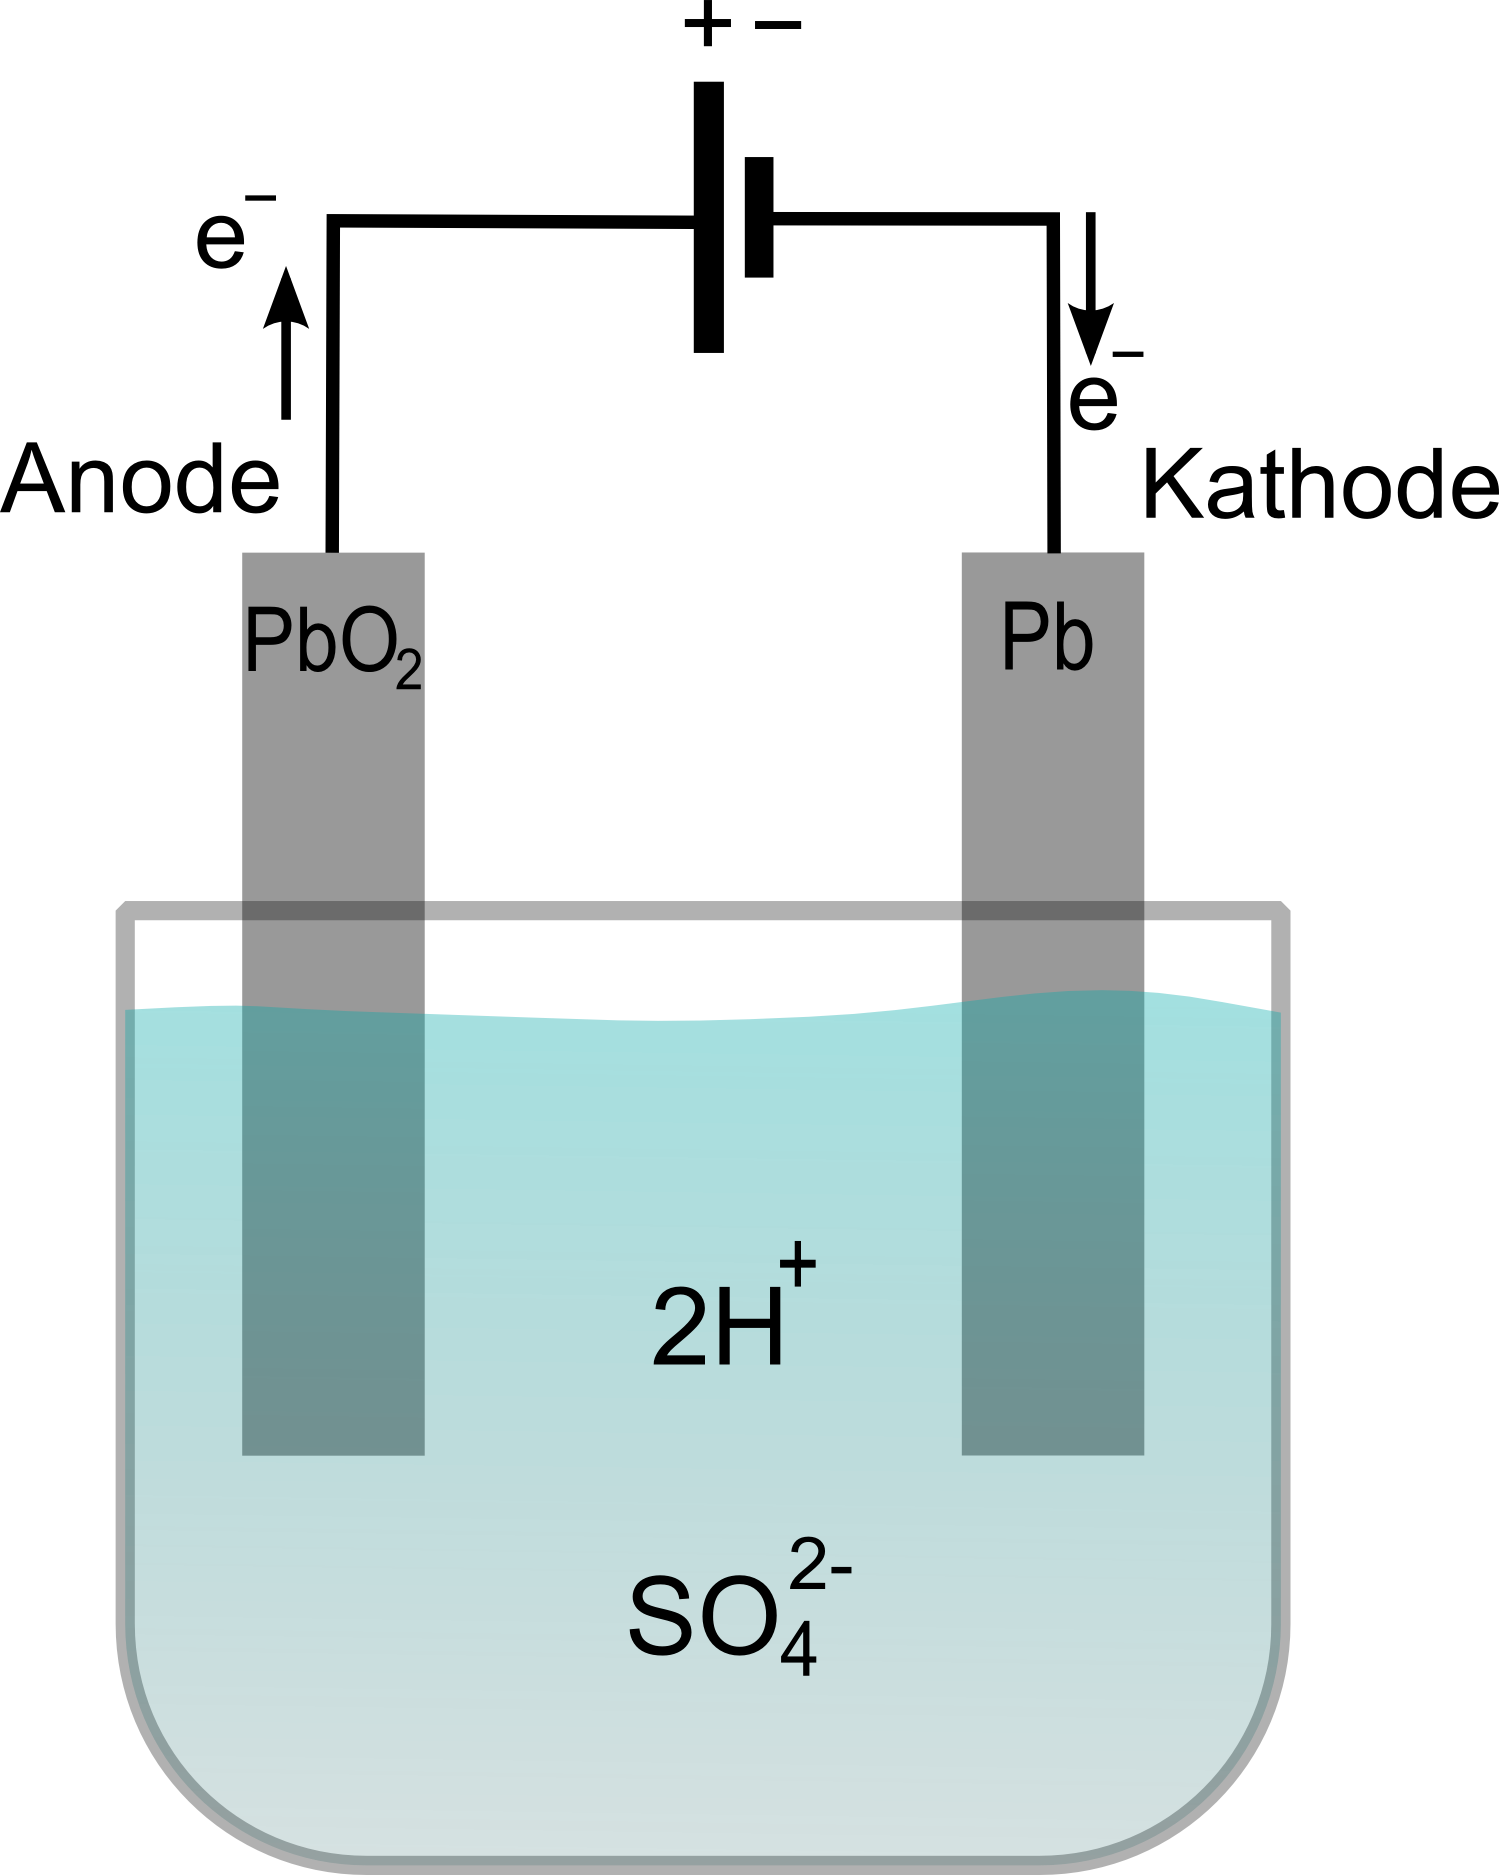 + −
e⁻
e⁻
Anode
Kathode
PbO₂
Pb
2H⁺
SO₄²⁻